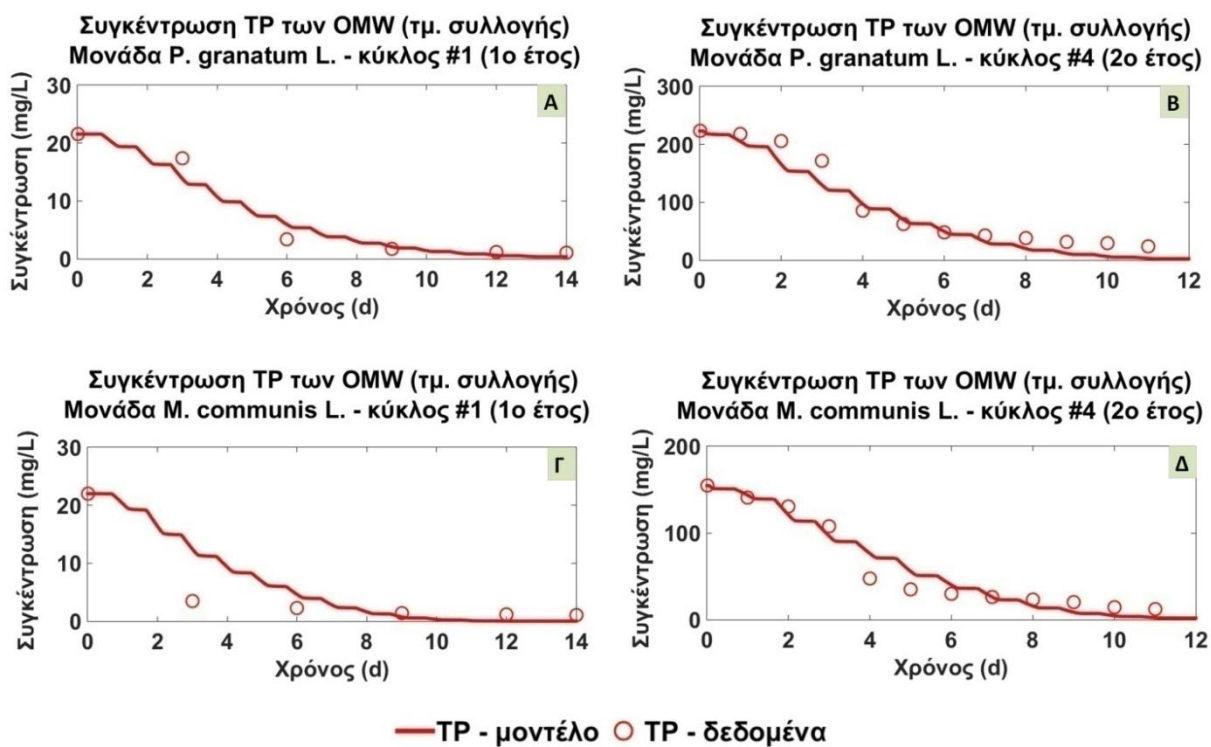 Συγκέντρωση TP των OMW (τμ. συλλογής)
Μονάδα P. granatum L. - κύκλος #1 (1ο έτος)
Συγκέντρωση (mg/L)
30
20
10
0
A
0 2 4 6 8 10 12 14
Χρόνος (d)
Συγκέντρωση TP των OMW (τμ. συλλογής)
Μονάδα P. granatum L. - κύκλος #4 (2ο έτος)
Συγκέντρωση (mg/L)
300
200
100
0
B
0 2 4 6 8 10 12
Χρόνος (d)
Συγκέντρωση TP των OMW (τμ. συλλογής)
Μονάδα M. communis L. - κύκλος #1 (1ο έτος)
Συγκέντρωση (mg/L)
30
20
10
0
Γ
0 2 4 6 8 10 12 14
Χρόνος (d)
Συγκέντρωση TP των OMW (τμ. συλλογής)
Μονάδα M. communis L. - κύκλος #4 (2ο έτος)
Συγκέντρωση (mg/L)
200
100
0
Δ
0 2 4 6 8 10 12
Χρόνος (d)
TP - μοντέλο TP - δεδομένα